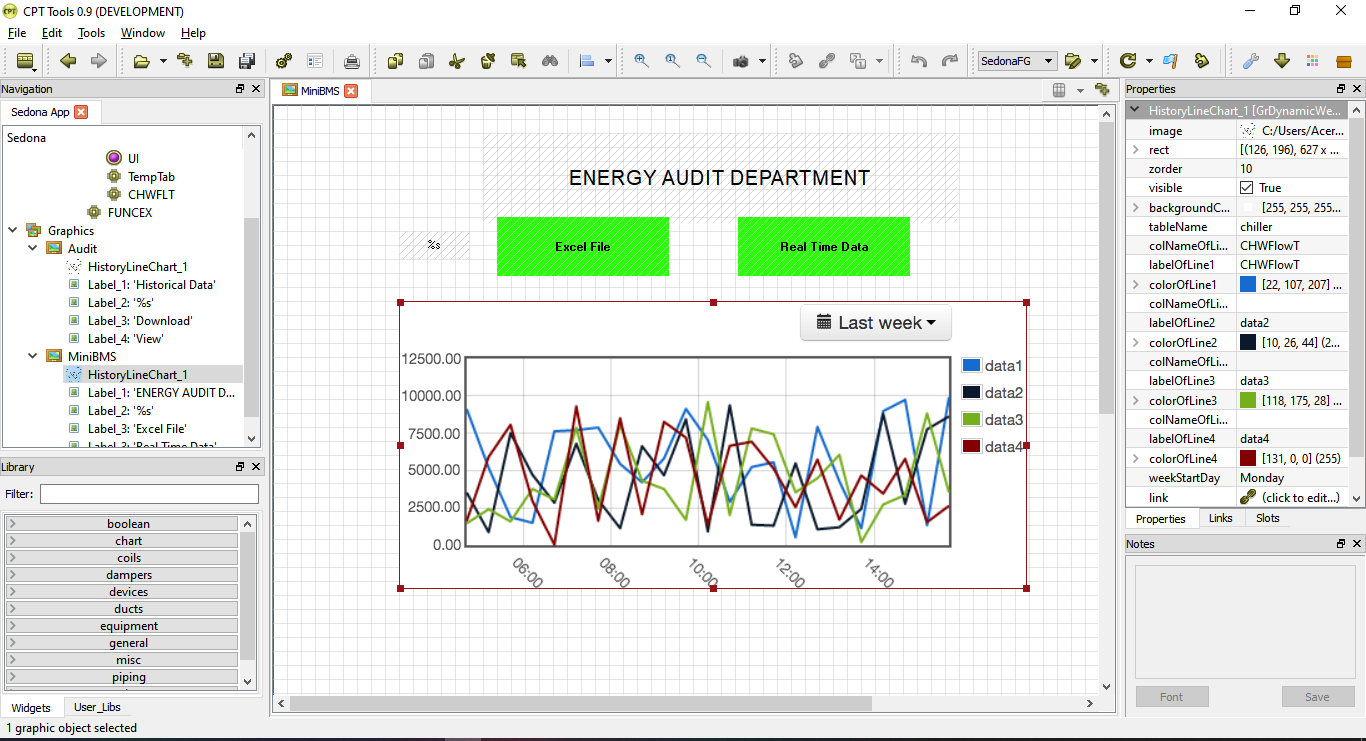 CPT Tools 0.9 (DEVELOPMENT)
File Edit Tools Window Help
SedonaFG
Navigation
Sedona App
Sedona
UI
TempTab
CHWFLT
FUNCEX
Graphics
Audit
HistoryLineChart_1
Label_1: 'Historical Data'
Label_2: '%s'
Label_3: 'Download'
Label_4: 'View'
MiniBMS
HistoryLineChart_1
Label_1: 'ENERGY AUDIT D...
Label_2: '%s'
Label_3: 'Excel File'
Label_3: 'Real Time Data'
Library
Filter:
boolean
chart
coils
dampers
devices
ducts
equipment
general
misc
piping
Widgets User_Libs
1 graphic object selected
MiniBMS
ENERGY AUDIT DEPARTMENT
%s Excel File Real Time Data
Last week
12500.00
10000.00
7500.00
5000.00
2500.00
0.00
06:00 08:00 10:00 12:00 14:00
data1
data2
data3
data4
Properties
HistoryLineChart_1 [GrDynamicWe...
image C:/Users/Acer...
rect [(126, 196), 627 x ...
zorder 10
visible True
backgroundC... [255, 255, 255...
tableName chiller
colNameOfLi... CHWFlowT
labelOfLine1 CHWFlowT
colorOfLine1 [22, 107, 207] ...
colNameOfLi...
labelOfLine2 data2
colorOfLine2 [10, 26, 44] (2...
colNameOfLi...
labelOfLine3 data3
colorOfLine3 [118, 175, 28] ...
colNameOfLi...
labelOfLine4 data4
colorOfLine4 [131, 0, 0] (255)
weekStartDay Monday
link (click to edit...)
Properties Links Slots
Notes
Font Save